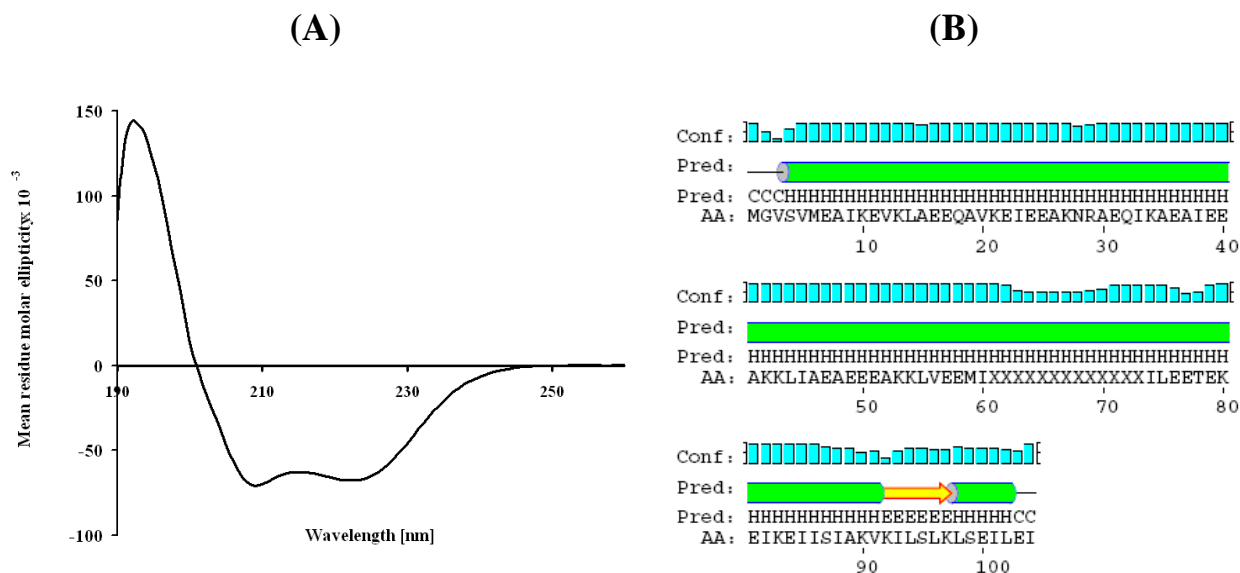 (A)
(B)
150
100
50
0
-50
-100
190
210
230
250
Mean residue molar ellipticity.10⁻³
Wavelength [nm]
Conf:
Pred:
Pred: CCCHHHHHHHHHHHHHHHHHHHHHHHHHHHHHHHHHHHHH
AA: MGVSVMEAIKEVKLAEEQAVKEIEEAKNRAEQIKAEAIEE
10 20 30 40
Conf:
Pred:
Pred: HHHHHHHHHHHHHHHHHHHHHHHHHHHHHHHHHHHHHHHH
AA: AKKLIAEAEEEAKKLVEEMIXXXXXXXXXXXXXILEETEK
50 60 70 80
Conf:
Pred:
Pred: HHHHHHHHHHHEEEEEEHHHHHCC
AA: EIKEIISIAKVKILSLKLSEILEI
90 100